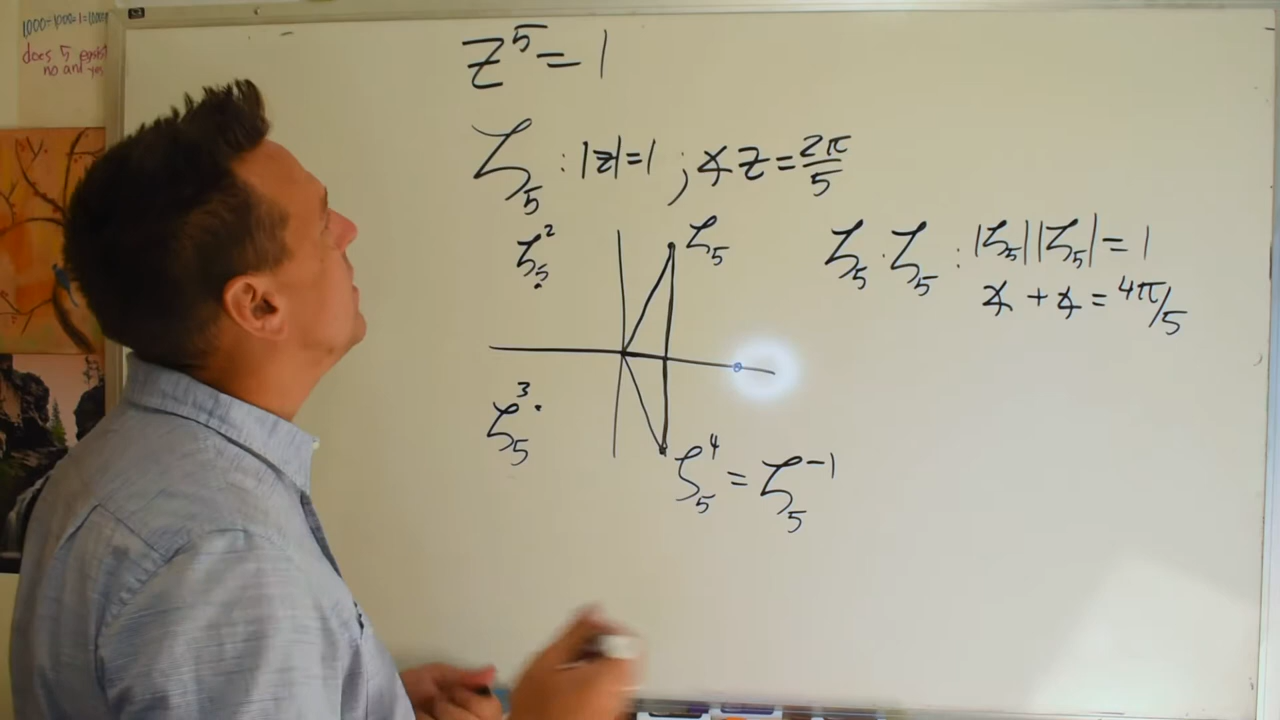 does 5 exist
no and yes
z⁵=1
ζ₅ : |z|=1 ; ∡z=2π/5
ζ₅²
ζ₅
ζ₅·ζ₅ : |ζ₅||ζ₅|=1
∡+∡=4π/5
ζ₅³
ζ₅⁴=ζ₅⁻¹